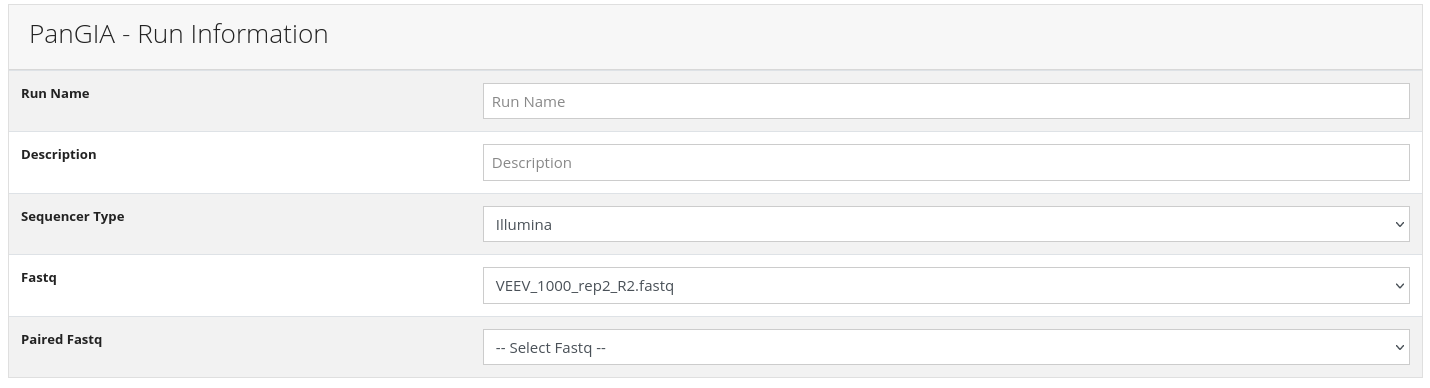 PanGIA - Run Information
Run Name
Run Name
Description
Description
Sequencer Type
Illumina
Fastq
VEEV_1000_rep2_R2.fastq
Paired Fastq
-- Select Fastq --